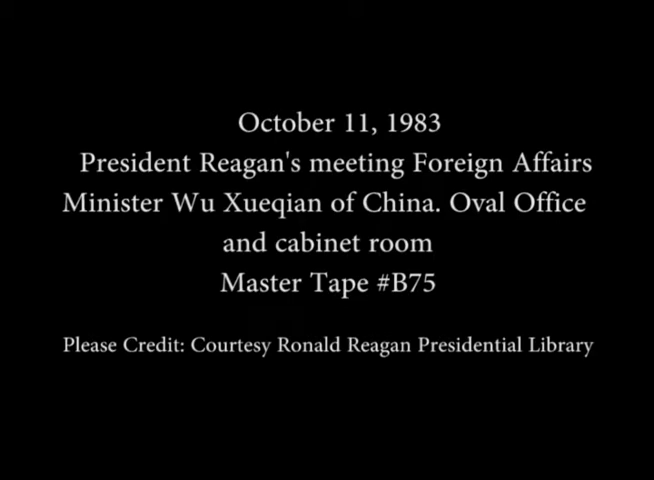 October 11, 1983
President Reagan's meeting Foreign Affairs
Minister Wu Xueqian of China. Oval Office
and cabinet room
Master Tape #B75
Please Credit: Courtesy Ronald Reagan Presidential Library